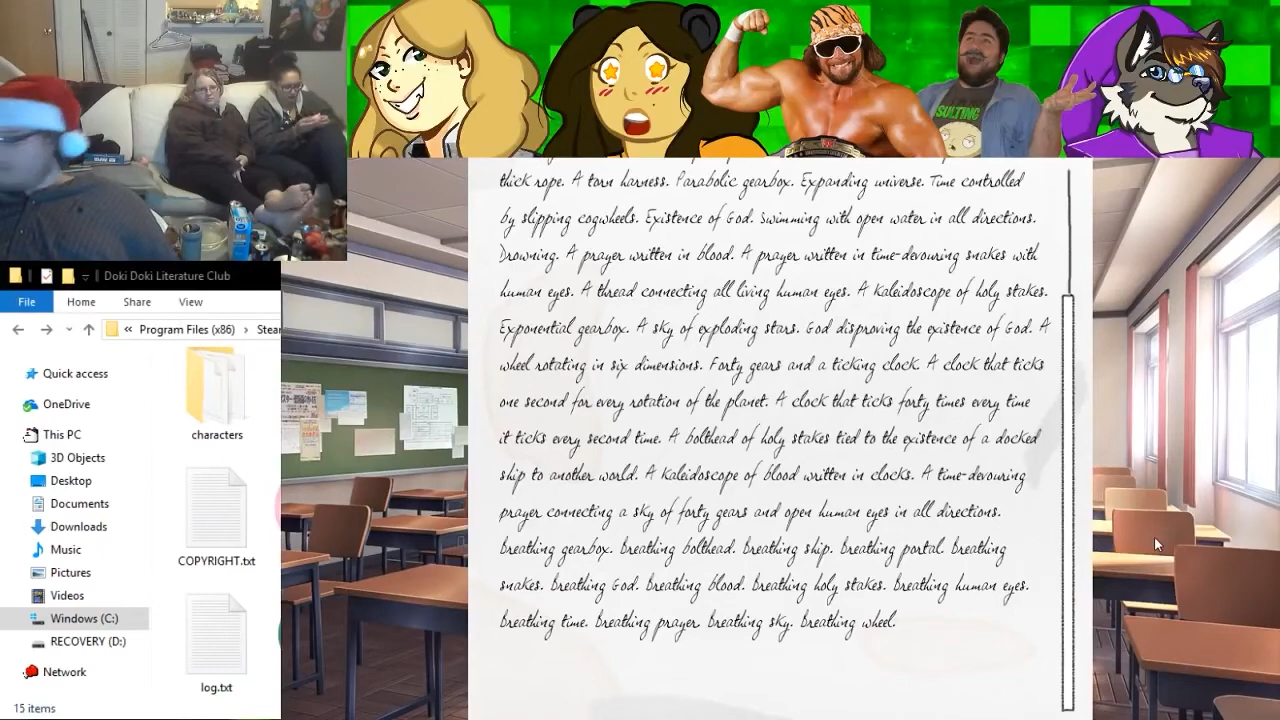 SULTING
Doki Doki Literature Club
File
Home
Share
View
« Program Files (x86) › Stea
Quick access
OneDrive
This PC
3D Objects
Desktop
Documents
Downloads
Music
Pictures
Videos
Windows (C:)
RECOVERY (D:)
Network
15 items
characters
COPYRIGHT.txt
log.txt
thick rope. A torn harness. Parabolic gearbox. Expanding universe. Time controlled
by slipping cogwheels. Existence of God. Swimming with open water in all directions.
Drowning. A prayer written in blood. A prayer written in time-devouring snakes with
human eyes. A thread connecting all living human eyes. A kaleidoscope of holy stakes.
Exponential gearbox. A sky of exploding stars. God disproving the existence of God. A
wheel rotating in six dimensions. Forty gears and a ticking clock. A clock that ticks
one second for every rotation of the planet. A clock that ticks forty times every time
it ticks every second time. A bolthead of holy stakes tied to the existence of a docked
ship to another world. A kaleidoscope of blood written in clocks. A time-devouring
prayer connecting a sky of forty gears and open human eyes in all directions.
Breathing gearbox. Breathing bolthead. Breathing ship. Breathing portal. Breathing
snakes. Breathing God. Breathing blood. Breathing holy stakes. Breathing human eyes.
Breathing time. Breathing prayer. Breathing sky. Breathing wheel.